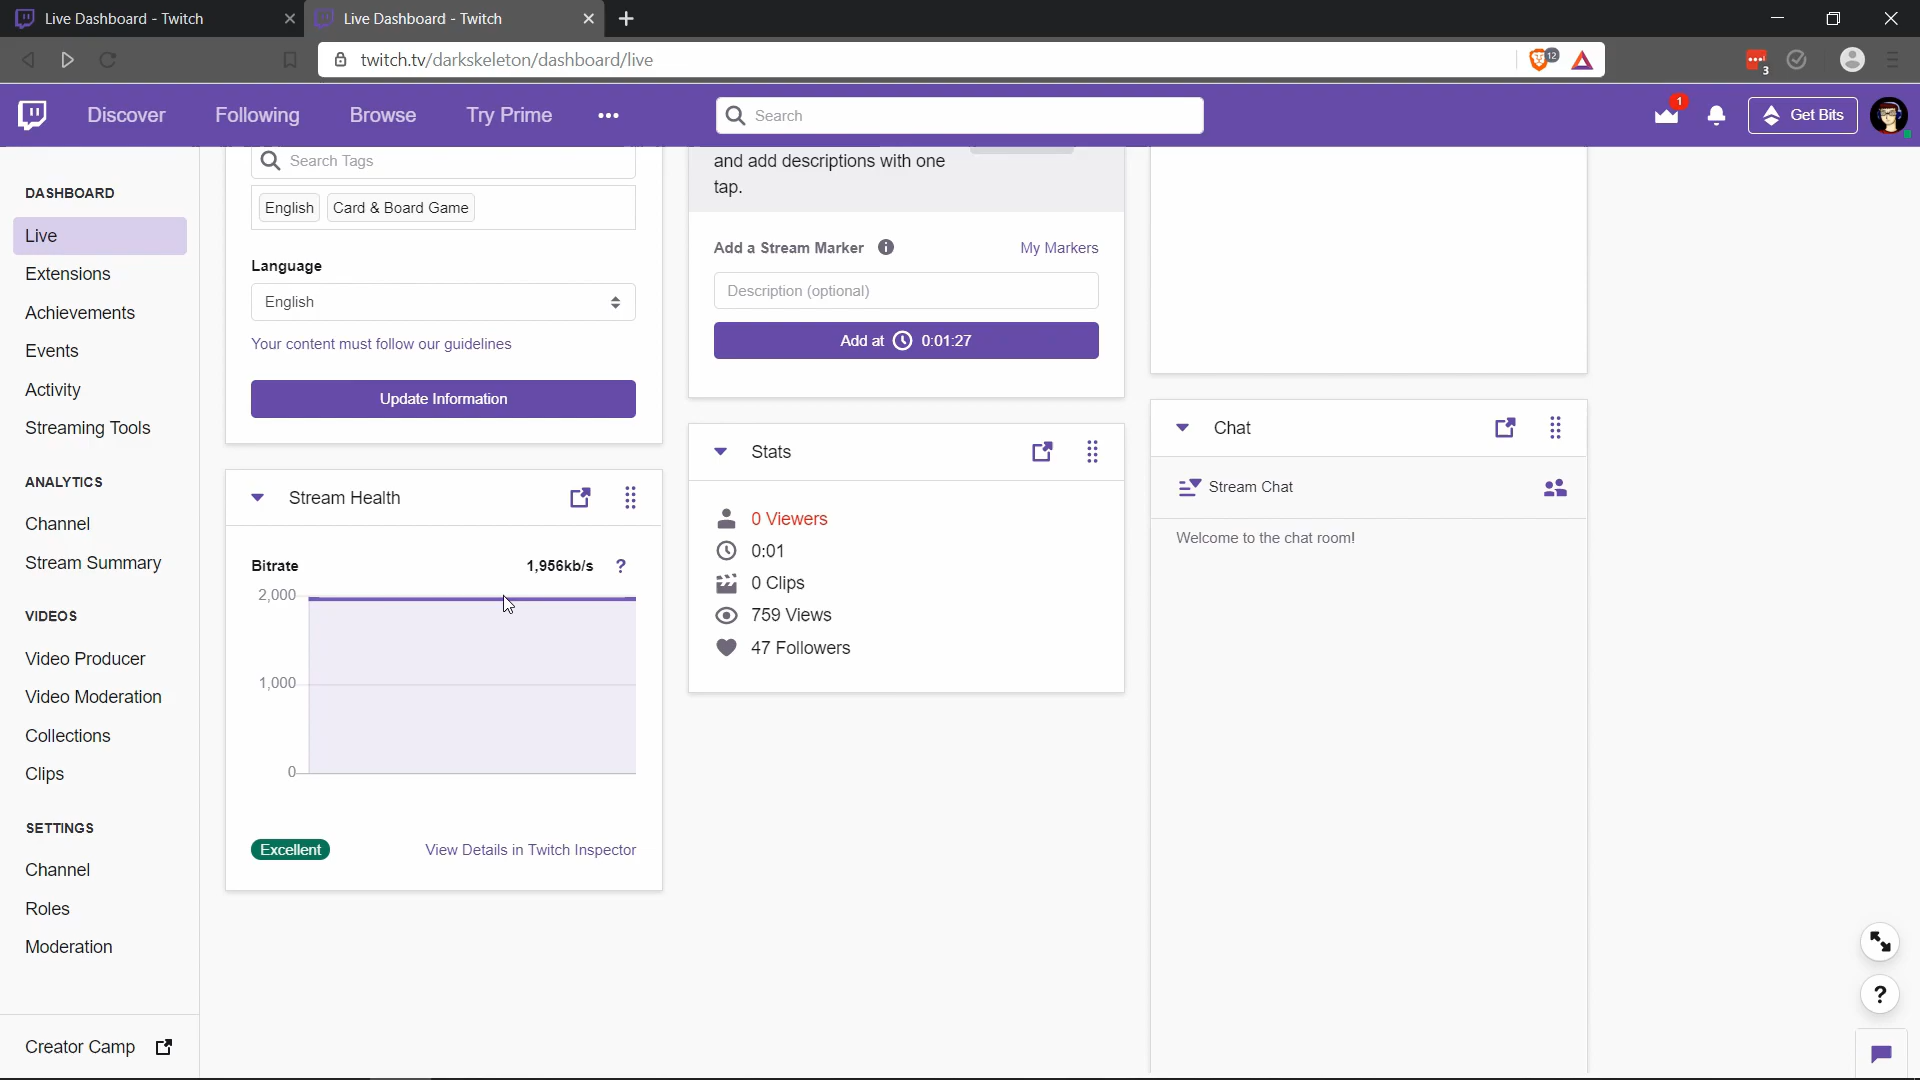 Live Dashboard - Twitch
Live Dashboard - Twitch
twitch.tv/darkskeleton/dashboard/live
12
3
Discover
Following
Browse
Try Prime
Search
1
Get Bits
DASHBOARD
Live
Extensions
Achievements
Events
Activity
Streaming Tools
ANALYTICS
Channel
Stream Summary
VIDEOS
Video Producer
Video Moderation
Collections
Clips
SETTINGS
Channel
Roles
Moderation
Creator Camp
Search Tags
English
Card & Board Game
Language
English
Your content must follow our guidelines
Update Information
Stream Health
Bitrate
1,956kb/s
?
2,000
1,000
0
Excellent
View Details in Twitch Inspector
and add descriptions with one
tap.
Add a Stream Marker
My Markers
Description (optional)
Add at 0:01:27
Stats
0 Viewers
0:01
0 Clips
759 Views
47 Followers
Chat
Stream Chat
Welcome to the chat room!
?